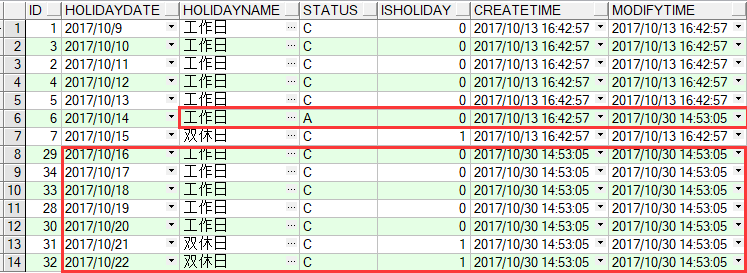 ID HOLIDAYDATE HOLIDAYNAME STATUS ISHOLIDAY CREATETIME MODIFYTIME
1 1 2017/10/9 工作日 ... C 0 2017/10/13 16:42:57 2017/10/13 16:42:57
2 3 2017/10/10 工作日 ... C 0 2017/10/13 16:42:57 2017/10/13 16:42:57
3 2 2017/10/11 工作日 ... C 0 2017/10/13 16:42:57 2017/10/13 16:42:57
4 4 2017/10/12 工作日 ... C 0 2017/10/13 16:42:57 2017/10/13 16:42:57
5 5 2017/10/13 工作日 ... C 0 2017/10/13 16:42:57 2017/10/13 16:42:57
6 6 2017/10/14 工作日 ... A 0 2017/10/13 16:42:57 2017/10/30 14:53:05
7 7 2017/10/15 双休日 ... C 1 2017/10/13 16:42:57 2017/10/13 16:42:57
8 29 2017/10/16 工作日 ... C 0 2017/10/30 14:53:05 2017/10/30 14:53:05
9 34 2017/10/17 工作日 ... C 0 2017/10/30 14:53:05 2017/10/30 14:53:05
10 33 2017/10/18 工作日 ... C 0 2017/10/30 14:53:05 2017/10/30 14:53:05
11 28 2017/10/19 工作日 ... C 0 2017/10/30 14:53:05 2017/10/30 14:53:05
12 30 2017/10/20 工作日 ... C 0 2017/10/30 14:53:05 2017/10/30 14:53:05
13 31 2017/10/21 双休日 ... C 1 2017/10/30 14:53:05 2017/10/30 14:53:05
14 32 2017/10/22 双休日 ... C 1 2017/10/30 14:53:05 2017/10/30 14:53:05